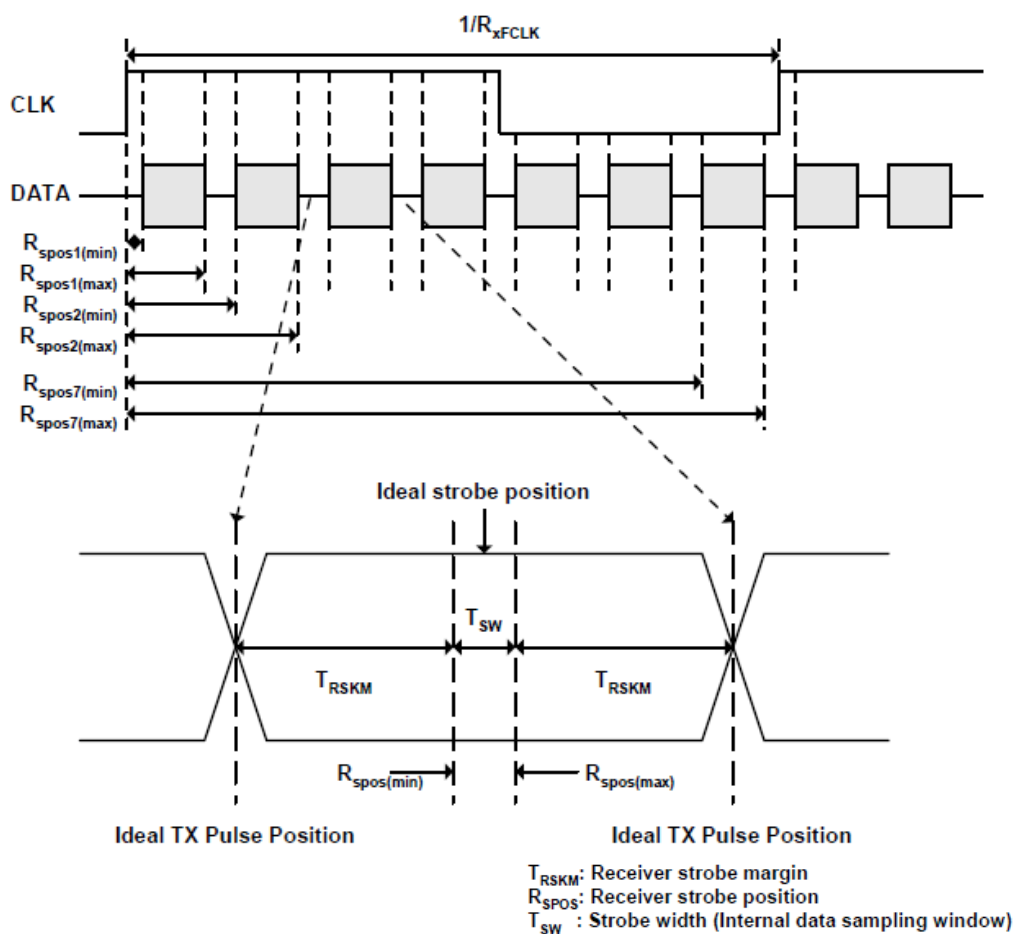 1/RxFCLK
CLK
DATA
Rspos1(min)
Rspos1(max)
Rspos2(min)
Rspos2(max)
Rspos7(min)
Rspos7(max)
Ideal strobe position
TSW
TRSKM
TRSKM
Rspos(min)
Rspos(max)
Ideal TX Pulse Position
Ideal TX Pulse Position
TRSKM: Receiver strobe margin
RSPOS: Receiver strobe position
TSW : Strobe width (Internal data sampling window)